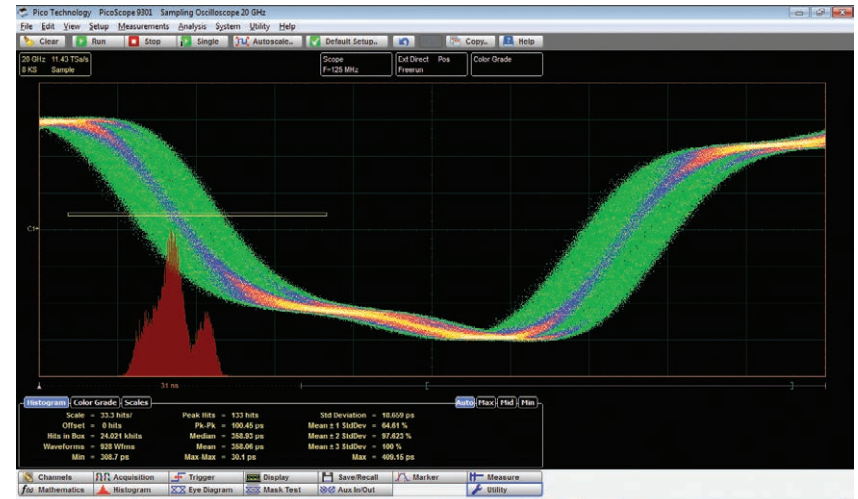 Pico Technology PicoScope 9301 Sampling Oscilloscope 20 GHz
File Edit View Setup Measurements Analysis System Utility Help
Clear Run Stop Single Autoscale.. Default Setup.. Copy.. Help
20 GHz 11.43 TSa/s Scope Ext Direct Pos Color Grade
8 KS Sample F=125 MHz Freerun
C1
31 ns
Histogram Color Grade Scales Auto Max Mid Min
Scale = 33.3 hits/ Peak Hits = 133 hits Std Deviation = 18.659 ps
Offset = 0 hits Pk-Pk = 100.45 ps Mean ± 1 StdDev = 64.61 %
Hits in Box = 24.021 khits Median = 358.93 ps Mean ± 2 StdDev = 97.623 %
Waveforms = 928 Wfms Mean = 358.06 ps Mean ± 3 StdDev = 100 %
Min = 308.7 ps Max-Max = 30.1 ps Max = 409.15 ps
Channels Acquisition Trigger Display Save/Recall Marker Measure
Mathematics Histogram Eye Diagram Mask Test Aux In/Out Utility